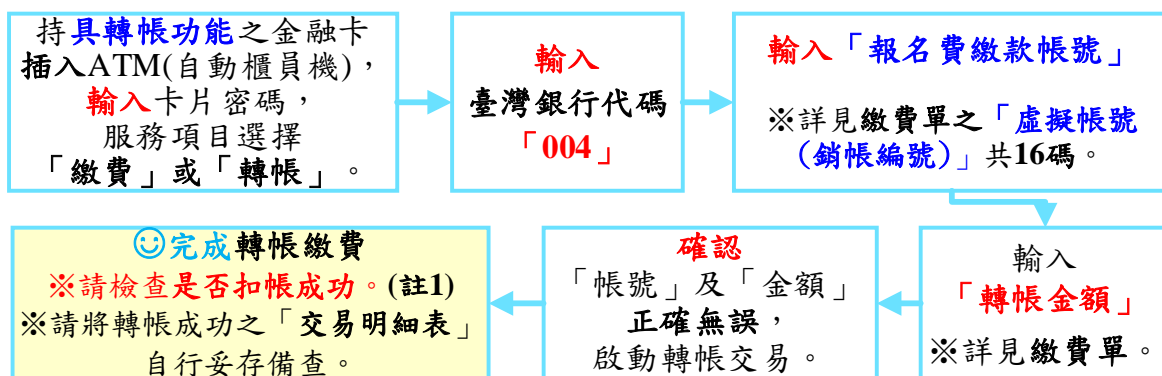 持具轉帳功能之金融卡
插入ATM(自動櫃員機)，
輸入卡片密碼，
服務項目選擇
「繳費」或「轉帳」。
輸入
臺灣銀行代碼
「004」
輸入「報名費繳款帳號」
※詳見繳費單之「虛擬帳號
(銷帳編號)」共16碼。
輸入
「轉帳金額」
※詳見繳費單。
確認
「帳號」及「金額」
正確無誤，
啟動轉帳交易。
☺完成轉帳繳費
※請檢查是否扣帳成功。(註1)
※請將轉帳成功之「交易明細表」
自行妥存備查。